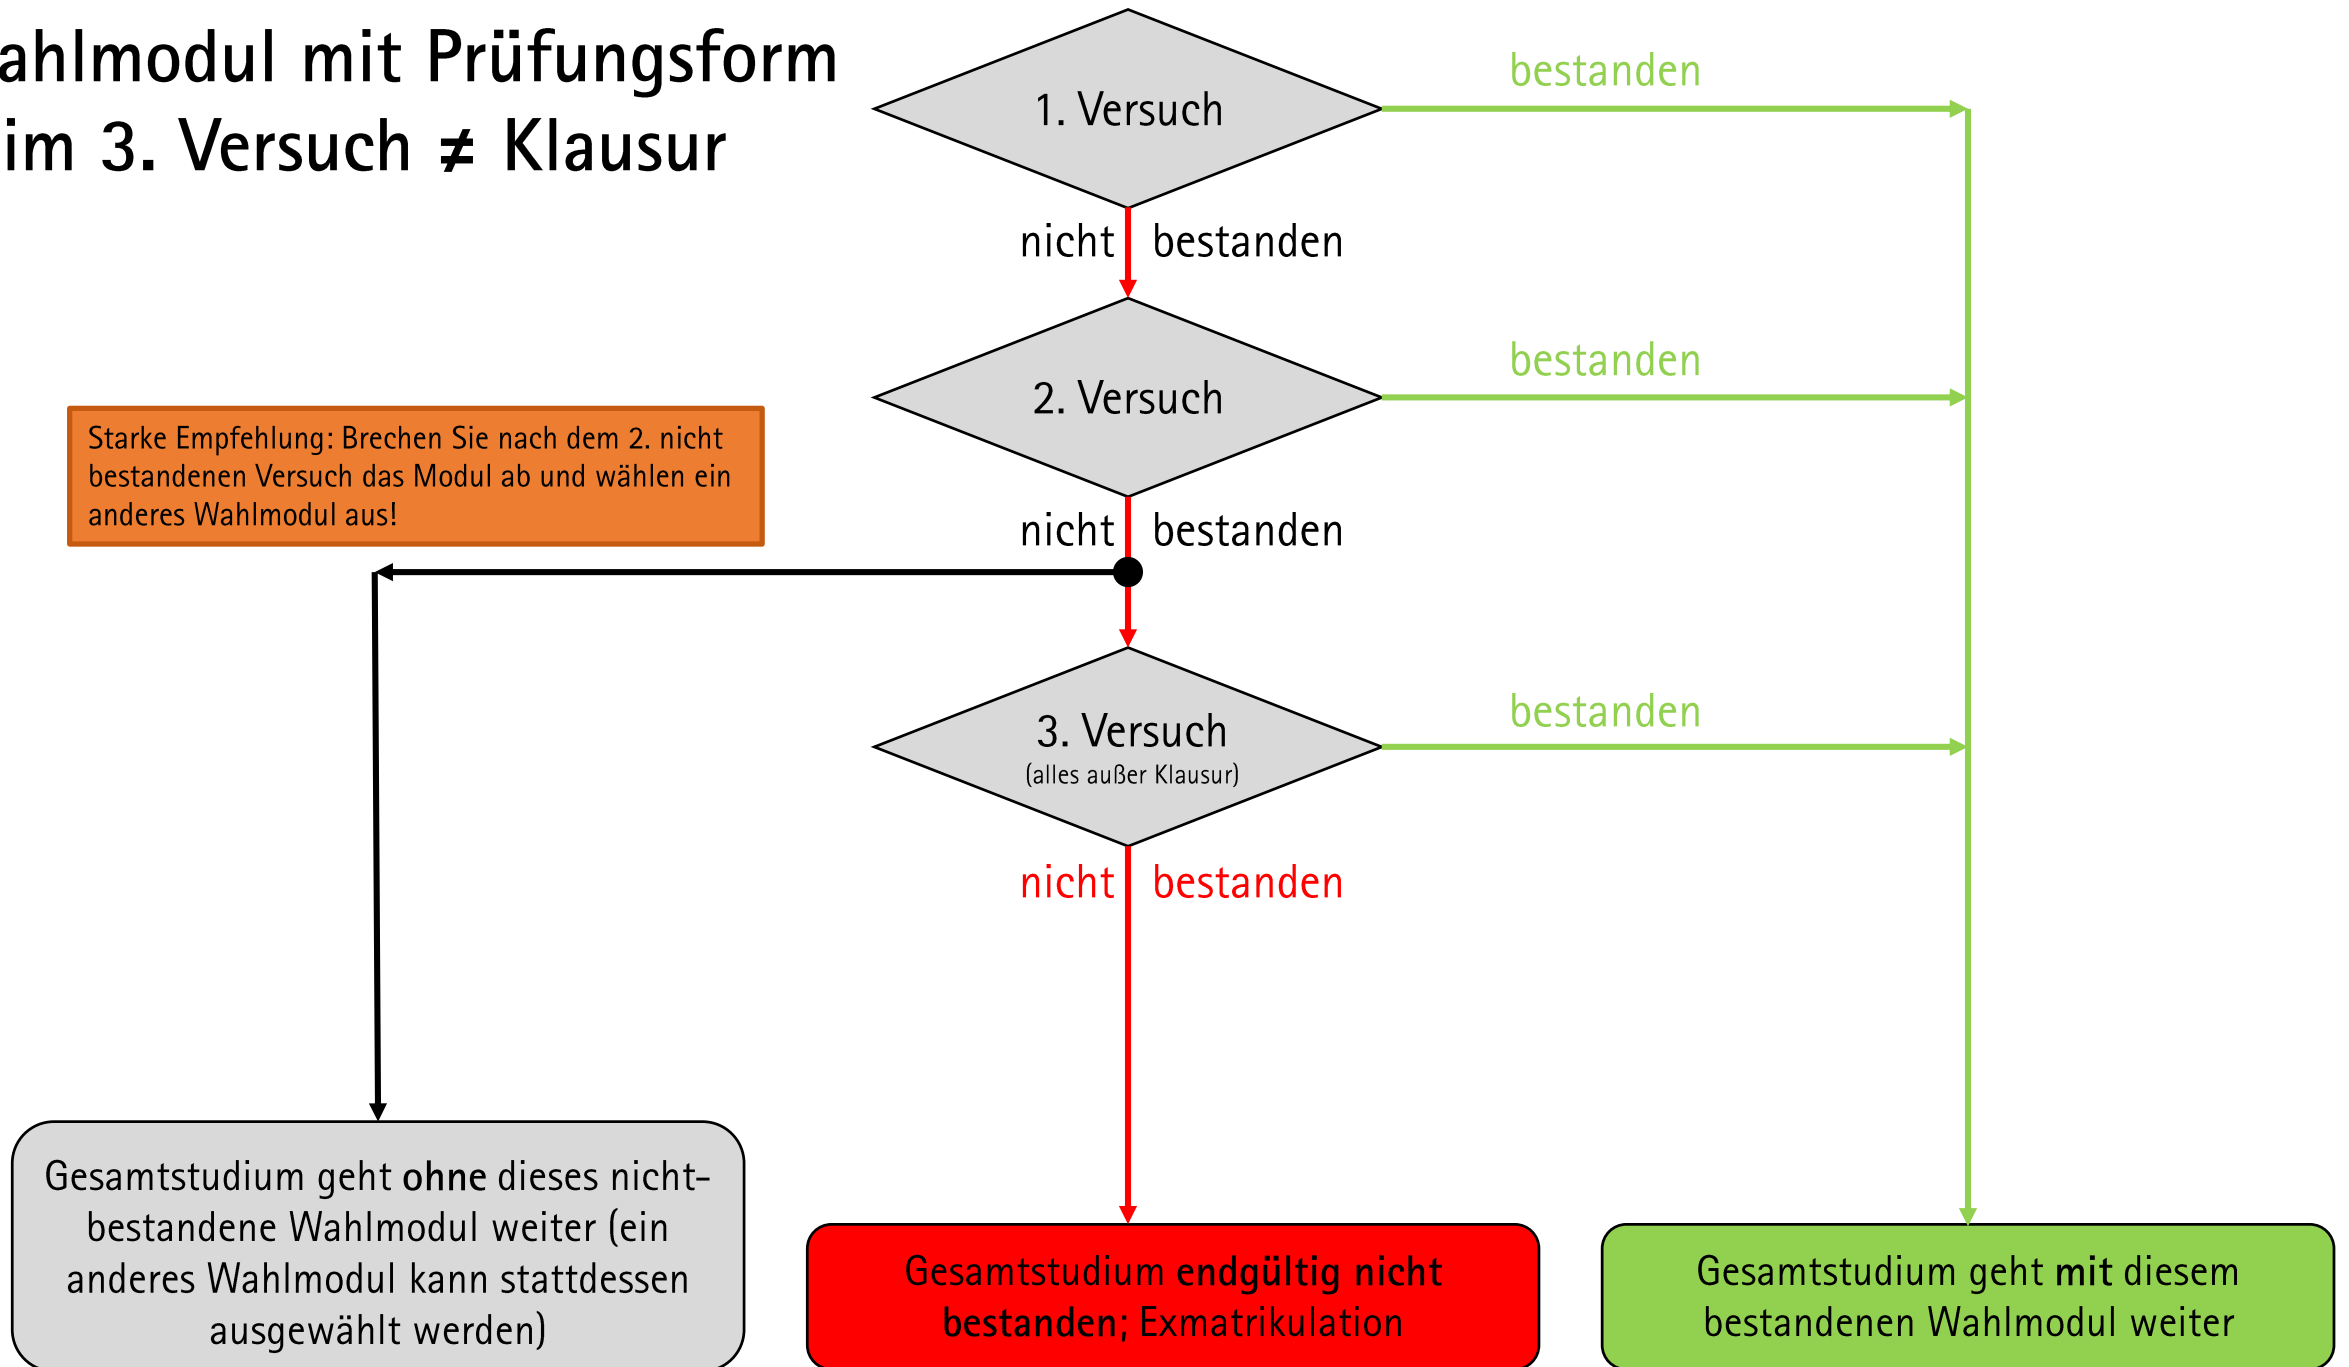 ahlmodul mit Prüfungsform
im 3. Versuch ≠ Klausur
1. Versuch
bestanden
nicht bestanden
2. Versuch
bestanden
Starke Empfehlung: Brechen Sie nach dem 2. nicht
bestandenen Versuch das Modul ab und wählen ein
anderes Wahlmodul aus!
nicht bestanden
3. Versuch
(alles außer Klausur)
bestanden
nicht bestanden
Gesamtstudium geht ohne dieses nicht-
bestandene Wahlmodul weiter (ein
anderes Wahlmodul kann stattdessen
ausgewählt werden)
Gesamtstudium endgültig nicht
bestanden; Exmatrikulation
Gesamtstudium geht mit diesem
bestandenen Wahlmodul weiter